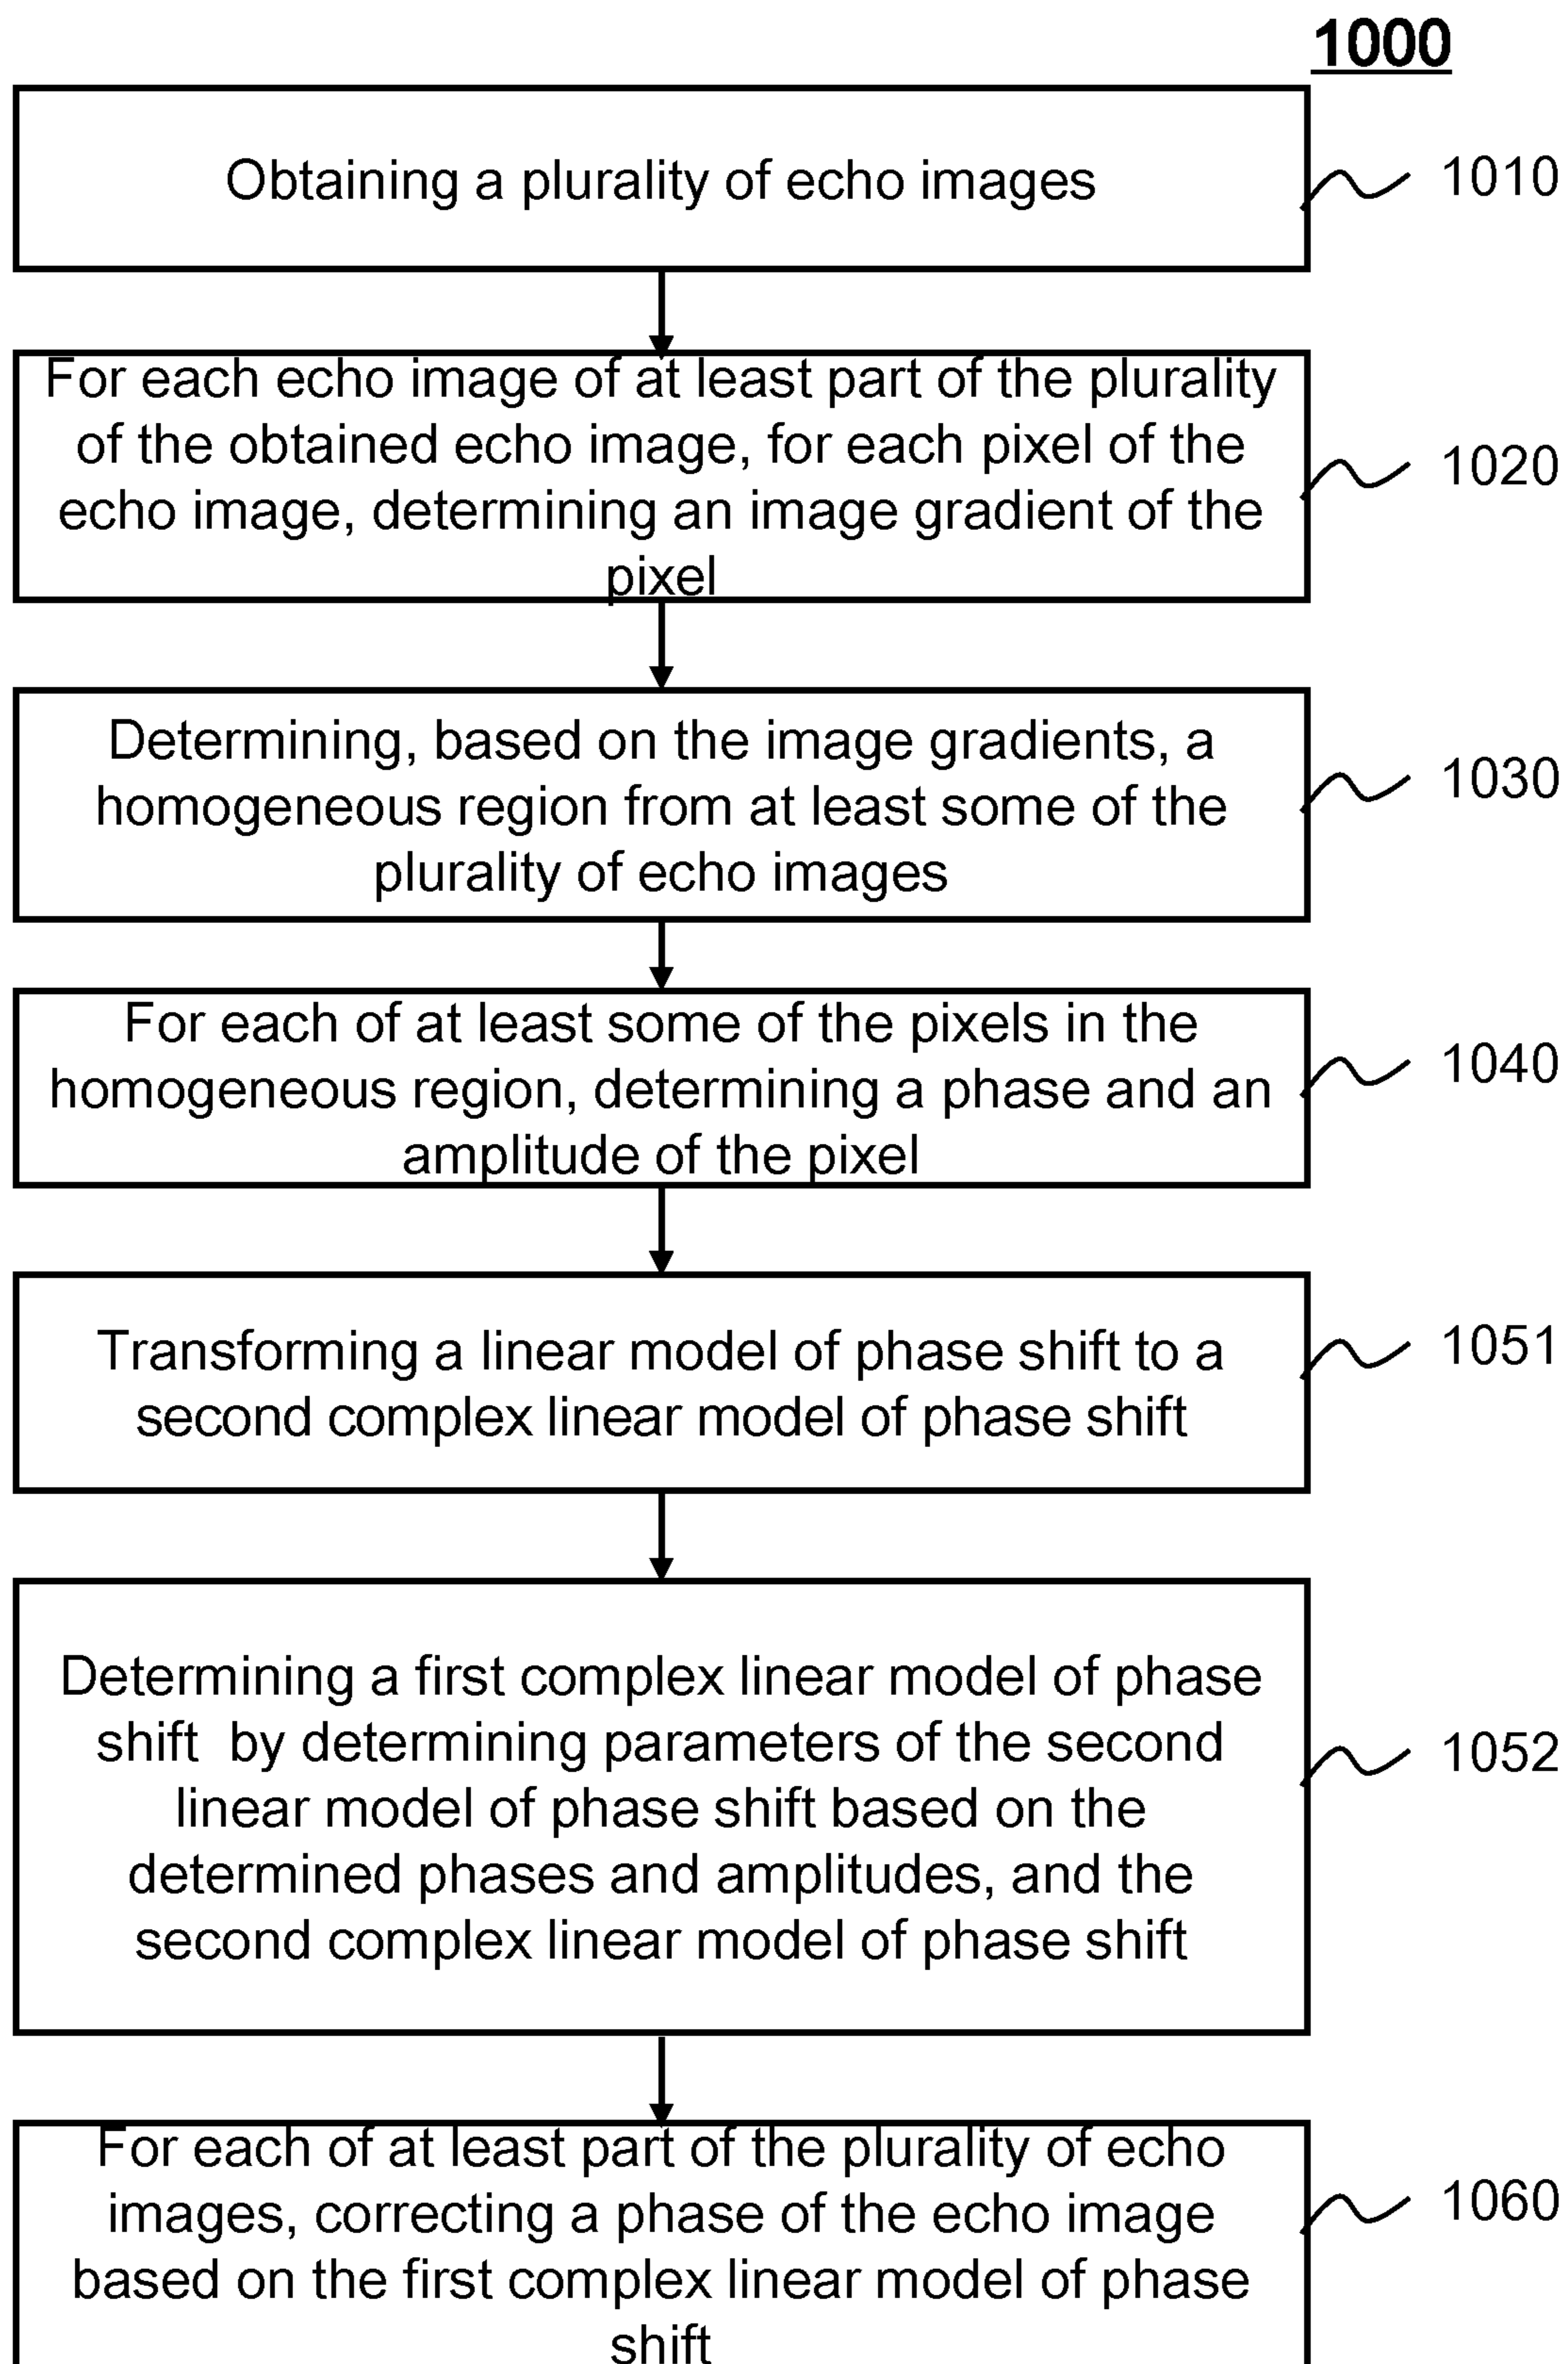 1000
Obtaining a plurality of echo images
1010
For each echo image of at least part of the plurality
of the obtained echo image, for each pixel of the
echo image, determining an image gradient of the
pixel
1020
Determining, based on the image gradients, a
homogeneous region from at least some of the
plurality of echo images
1030
For each of at least some of the pixels in the
homogeneous region, determining a phase and an
amplitude of the pixel
1040
Transforming a linear model of phase shift to a
second complex linear model of phase shift
1051
Determining a first complex linear model of phase
shift by determining parameters of the second
linear model of phase shift based on the
determined phases and amplitudes, and the
second complex linear model of phase shift
1052
For each of at least part of the plurality of echo
images, correcting a phase of the echo image
based on the first complex linear model of phase
shift
1060